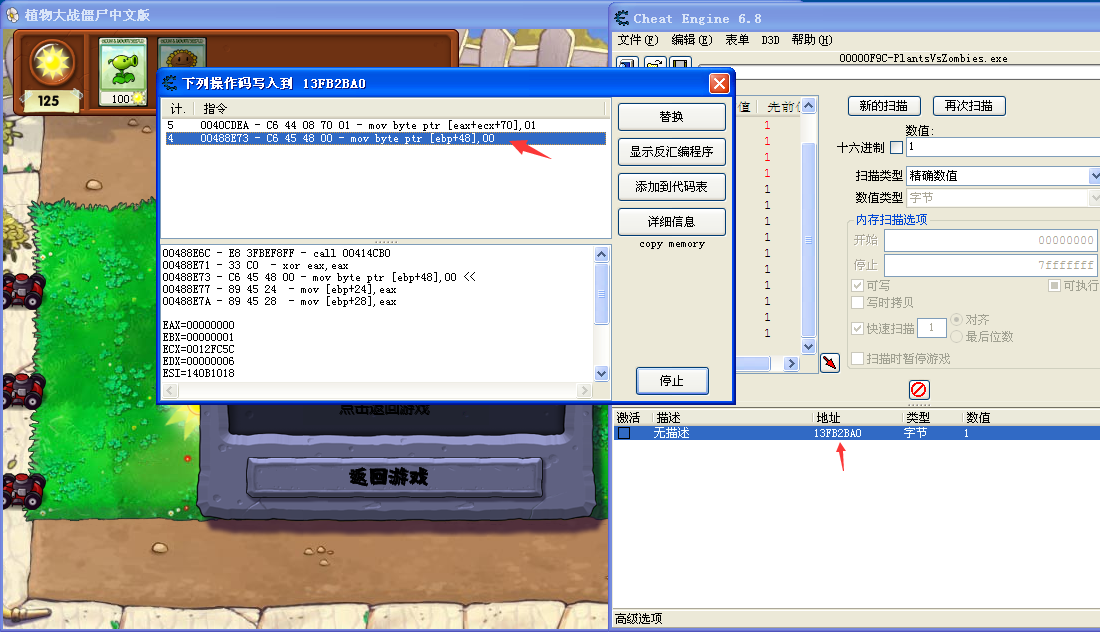 植物大战僵尸中文版
125
100
Cheat Engine 6.8
文件(F) 编辑(E) 表单 D3D 帮助(H)
00000F9C-PlantsVsZombies.exe
下列操作码写入到 13FB2BA0
计. 指令
5 0040CDEA - C6 44 08 70 01 - mov byte ptr [eax+ecx+70],01
4 00488E73 - C6 45 48 00 - mov byte ptr [ebp+48],00
替换
显示反汇编程序
添加到代码表
详细信息
copy memory
停止
00488E6C - E8 3FBEF8FF - call 00414CB0
00488E71 - 33 C0 - xor eax,eax
00488E73 - C6 45 48 00 - mov byte ptr [ebp+48],00 <<
00488E77 - 89 45 24 - mov [ebp+24],eax
00488E7A - 89 45 28 - mov [ebp+28],eax
EAX=00000000
EBX=00000001
ECX=0012FC5C
EDX=00000006
ESI=140B1018
值 先前
1
1
1
1
1
1
1
1
1
1
1
1
1
1
新的扫描 再次扫描
数值:
十六进制 1
扫描类型 精确数值
数值类型 字节
内存扫描选项
开始 00000000
停止 7fffffff
可写 可执行
写时拷贝
快速扫描 1 对齐
最后位数
扫描时暂停游戏
点击返回游戏
返回游戏
激活 描述 地址 类型 数值
无描述 13FB2BA0 字节 1
高级选项